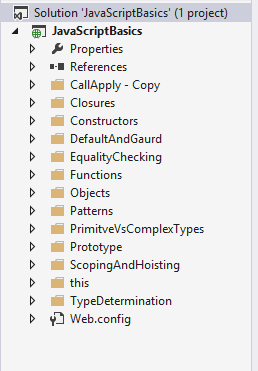 Solution 'JavaScriptBasics' (1 project)
JavaScriptBasics
Properties
References
CallApply - Copy
Closures
Constructors
DefaultAndGaurd
EqualityChecking
Functions
Objects
Patterns
PrimitveVsComplexTypes
Prototype
ScopingAndHoisting
this
TypeDetermination
Web.config